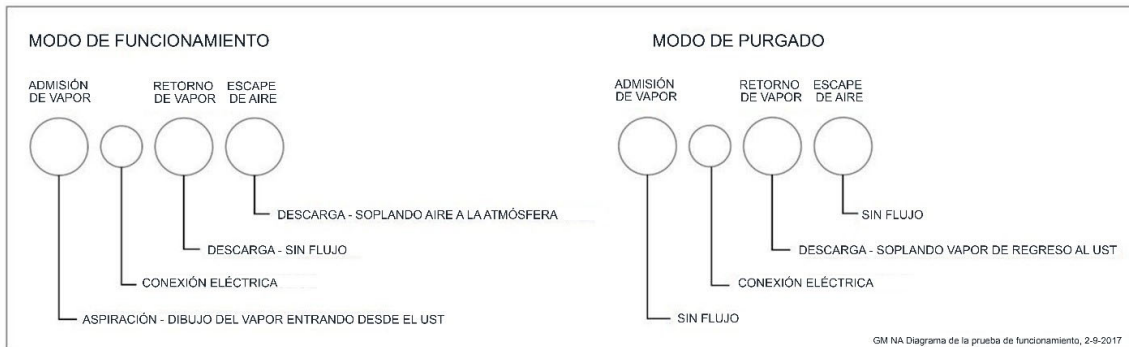 MODO DE FUNCIONAMIENTO
ADMISIÓN
DE VAPOR
RETORNO
DE VAPOR
ESCAPE
DE AIRE
DESCARGA - SOPLANDO AIRE A LA ATMÓSFERA
DESCARGA - SIN FLUJO
CONEXIÓN ELÉCTRICA
ASPIRACIÓN - DIBUJO DEL VAPOR ENTRANDO DESDE EL UST
MODO DE PURGADO
ADMISIÓN
DE VAPOR
RETORNO
DE VAPOR
ESCAPE
DE AIRE
SIN FLUJO
DESCARGA - SOPLANDO VAPOR DE REGRESO AL UST
CONEXIÓN ELÉCTRICA
SIN FLUJO
GM NA Diagrama de la prueba de funcionamiento, 2-9-2017